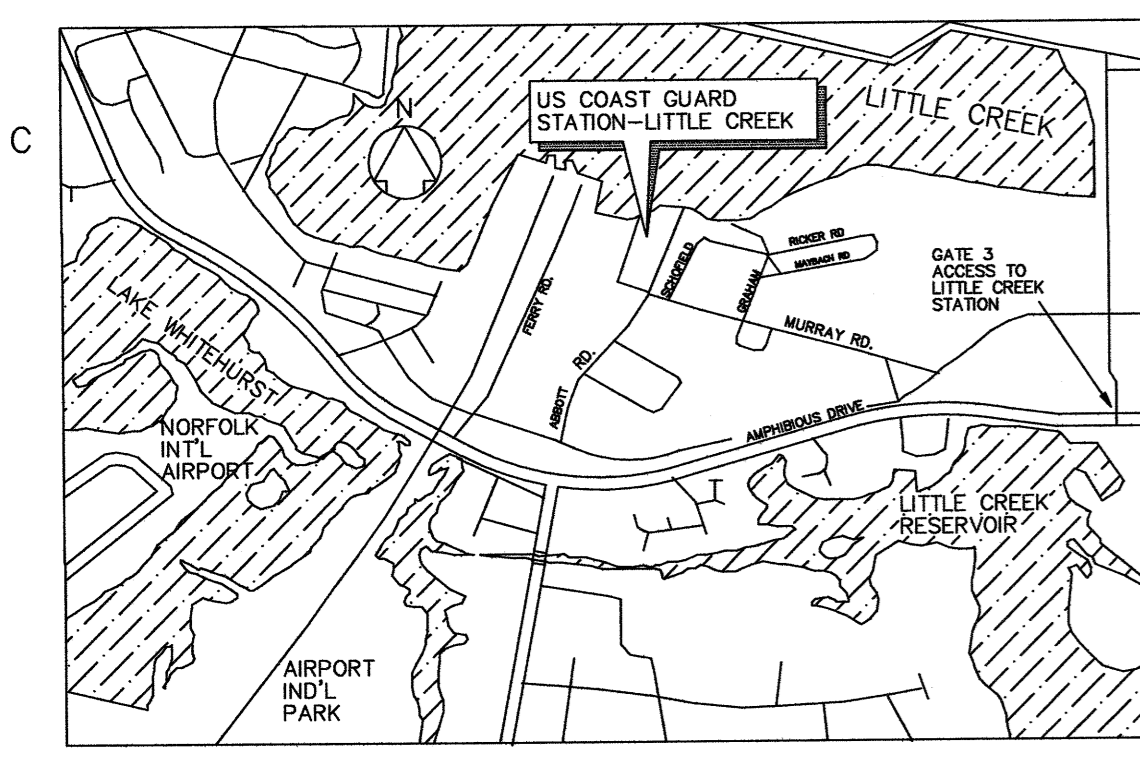 C
N
US COAST GUARD
STATION-LITTLE CREEK
LITTLE CREEK
LAKE WHITEHURST
NORFOLK
INT'L
AIRPORT
FERRY RD.
ABBOTT RD.
SCHOFIELD
GRAHAM
RICKER RD
MAYBACH RD
MURRAY RD.
AMPHIBIOUS DRIVE
GATE 3
ACCESS TO
LITTLE CREEK
STATION
LITTLE CREEK
RESERVOIR
AIRPORT
IND'L
PARK